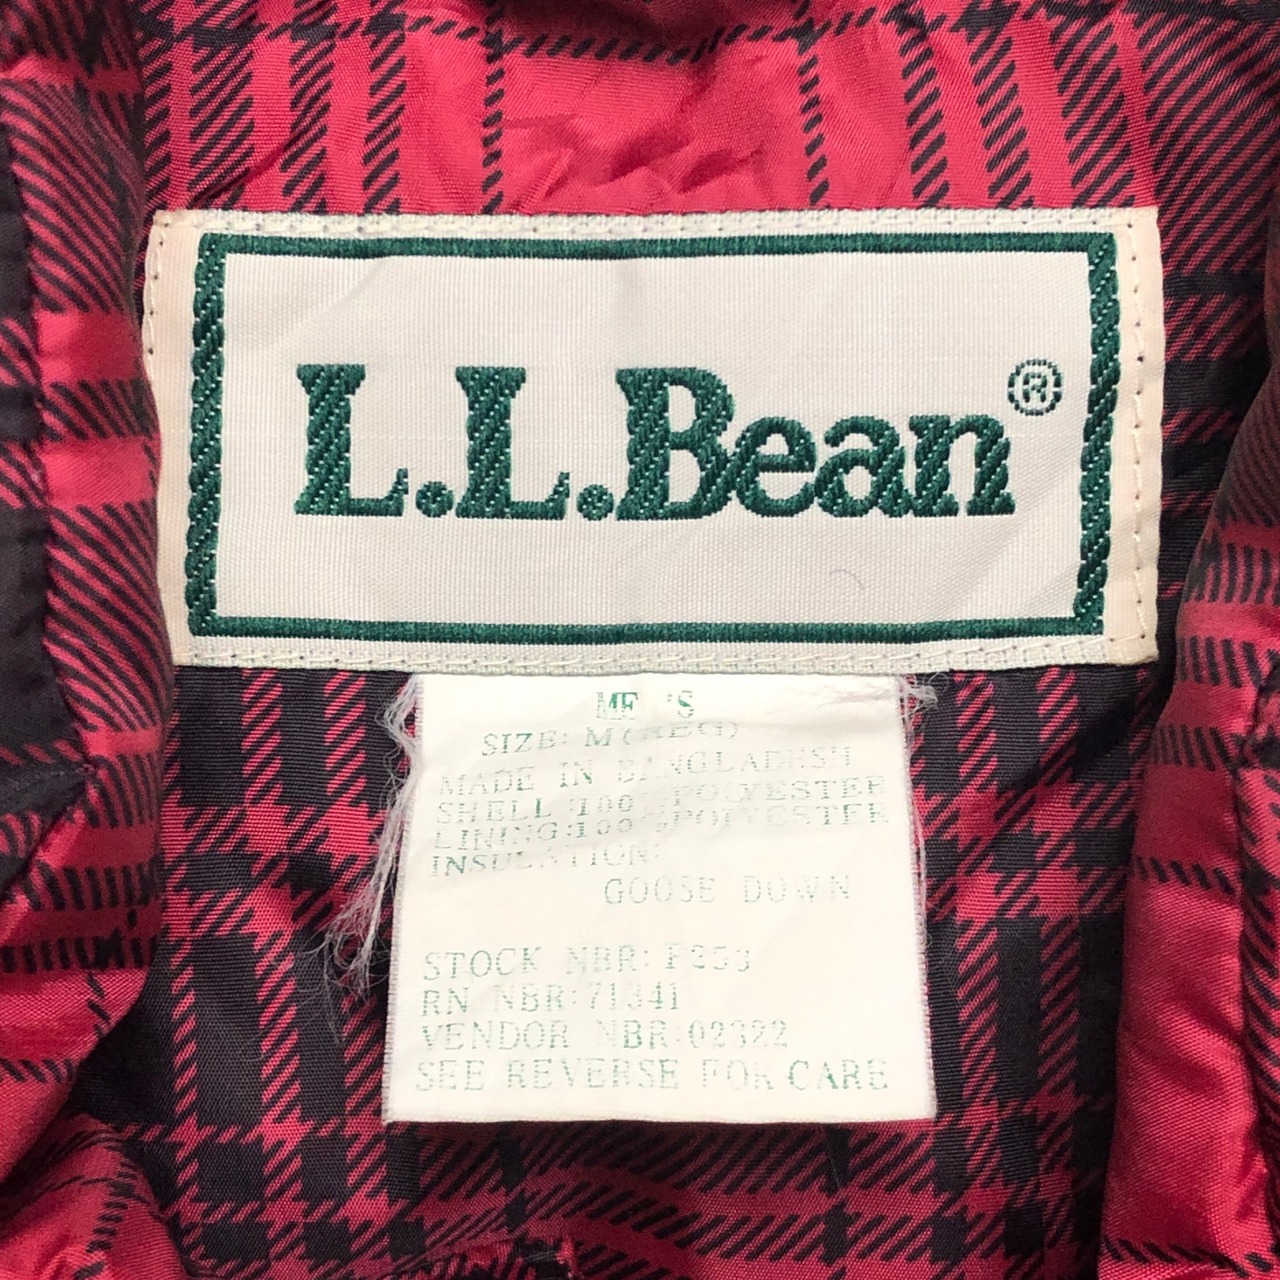 L.L.Bean®
MEN'S
SIZE: M(REG)
MADE IN BANGLADESH
SHELL:100%POLYESTER
LINING:100%POLYESTER
INSULATION:
GOOSE DOWN
STOCK NBR:
RN NBR:71341
VENDOR NBR:02322
SEE REVERSE FOR CARE